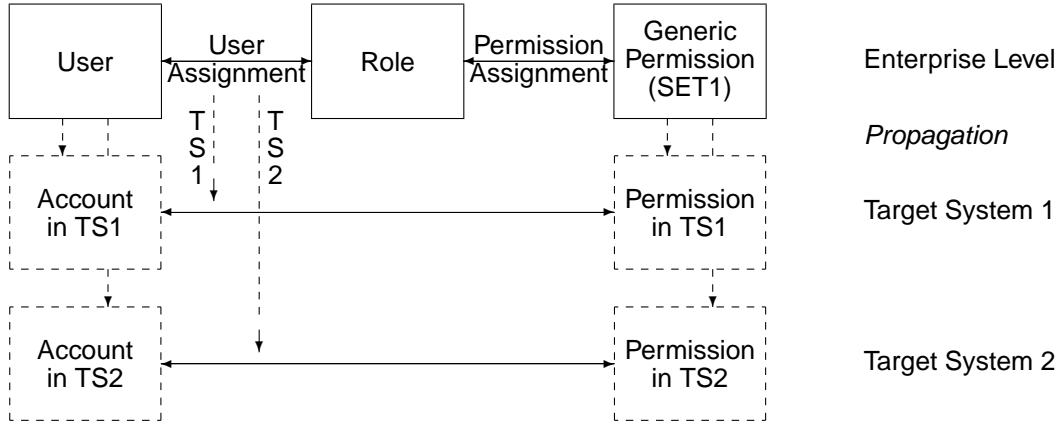 User
User
Assignment
Role
Permission
Assignment
Generic
Permission
(SET1)
Enterprise Level
T
S
1
T
S
2
Propagation
Account
in TS1
Permission
in TS1
Target System 1
Account
in TS2
Permission
in TS2
Target System 2